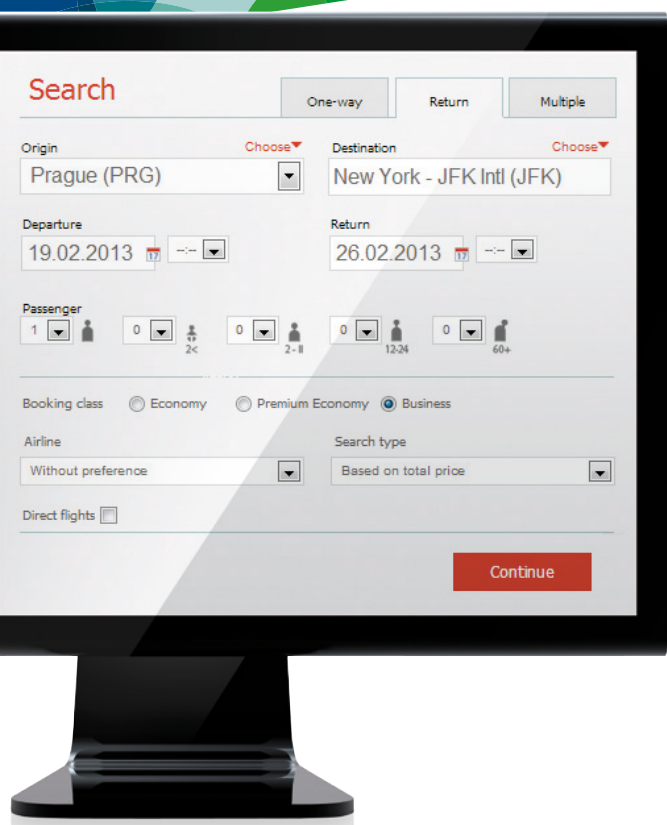 Search
One-way Return Multiple
Origin Choose Destination Choose
Prague (PRG) New York - JFK Intl (JFK)
Departure Return
19.02.2013 17 --:-- 26.02.2013 17 --:--
Passenger
1 0 0 0 0
2< 2 - 11 12-24 60+
Booking class Economy Premium Economy Business
Airline Search type
Without preference Based on total price
Direct flights
Continue